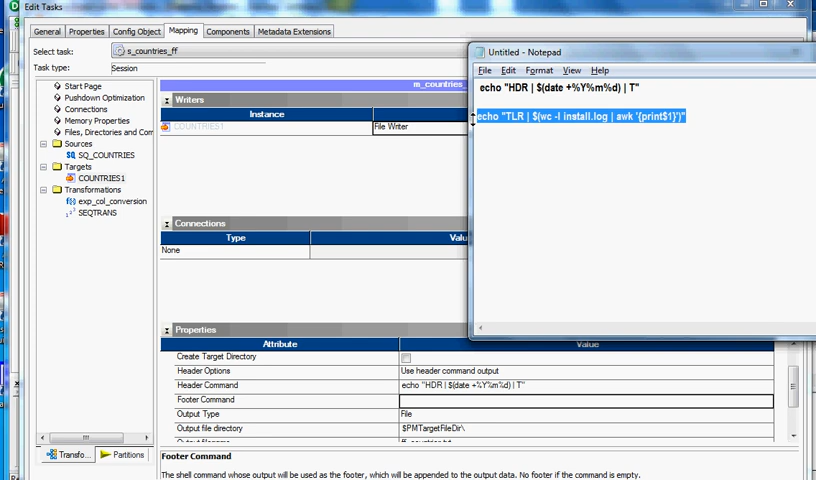 Edit Tasks
General
Properties
Config Object
Mapping
Components
Metadata Extensions
Select task:
s_countries_ff
Task type:
Session
Start Page
Pushdown Optimization
Connections
Memory Properties
Files, Directories and Com
Sources
SQ_COUNTRIES
Targets
COUNTRIES1
Transformations
exp_col_conversion
SEQTRANS
Transfo...
Partitions
m_countries_
Writers
Instance
COUNTRIES1
File Writer
Connections
Type
Valu
None
Properties
Attribute
Value
Create Target Directory
Header Options
Use header command output
Header Command
echo "HDR | $(date +%Y%m%d) | T"
Footer Command
Output Type
File
Output file directory
$PMTargetFileDir\
Footer Command
The shell command whose output will be used as the footer, which will be appended to the output data. No footer if the command is empty.
Untitled - Notepad
File Edit Format View Help
echo "HDR | $(date +%Y%m%d) | T"
echo "TLR | $(wc -l install.log | awk '{print$1}')"